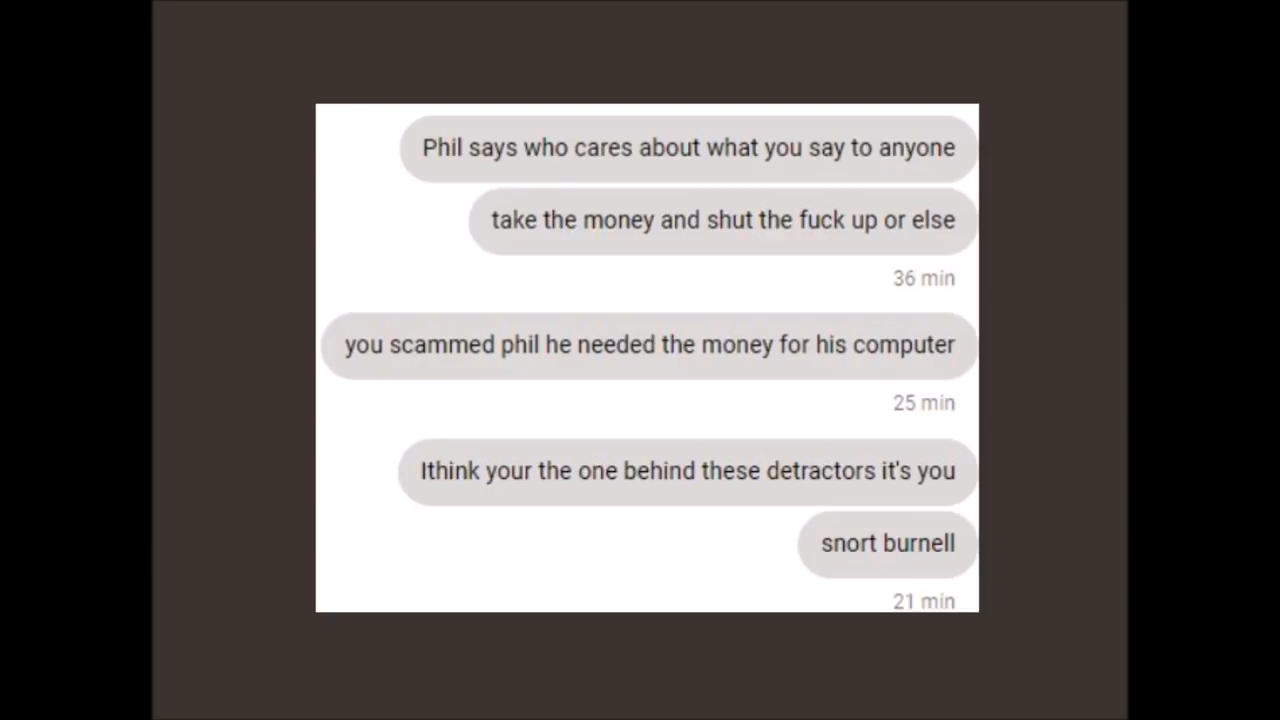 Phil says who cares about what you say to anyone
take the money and shut the fuck up or else
36 min
you scammed phil he needed the money for his computer
25 min
Ithink your the one behind these detractors it's you
snort burnell
21 min